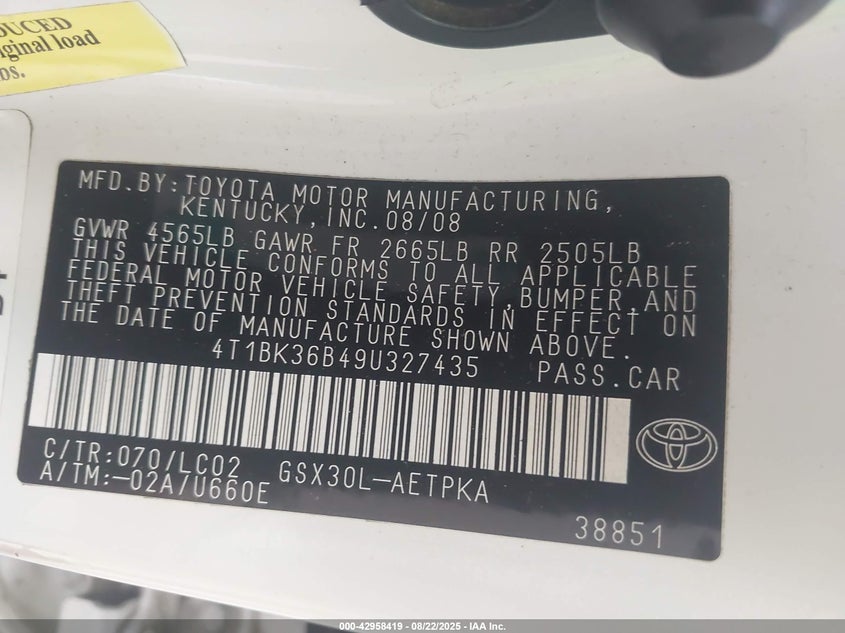 DUCED
iginal load
bs.
MFD.BY:TOYOTA MOTOR MANUFACTURING,
KENTUCKY,INC.08/08
GVWR 4565LB GAWR FR 2665LB RR 2505LB
THIS VEHICLE CONFORMS TO ALL APPLICABLE
FEDERAL MOTOR VEHICLE SAFETY,BUMPER,AND
THEFT PREVENTION STANDARDS IN EFFECT ON
THE DATE OF MANUFACTURE SHOWN ABOVE.
4T1BK36B49U327435 PASS.CAR
C/TR:070/LC02 GSX30L-AETPKA
A/TM:-02A/U660E
38851
000-42958419 - 08/22/2025 - IAA Inc.